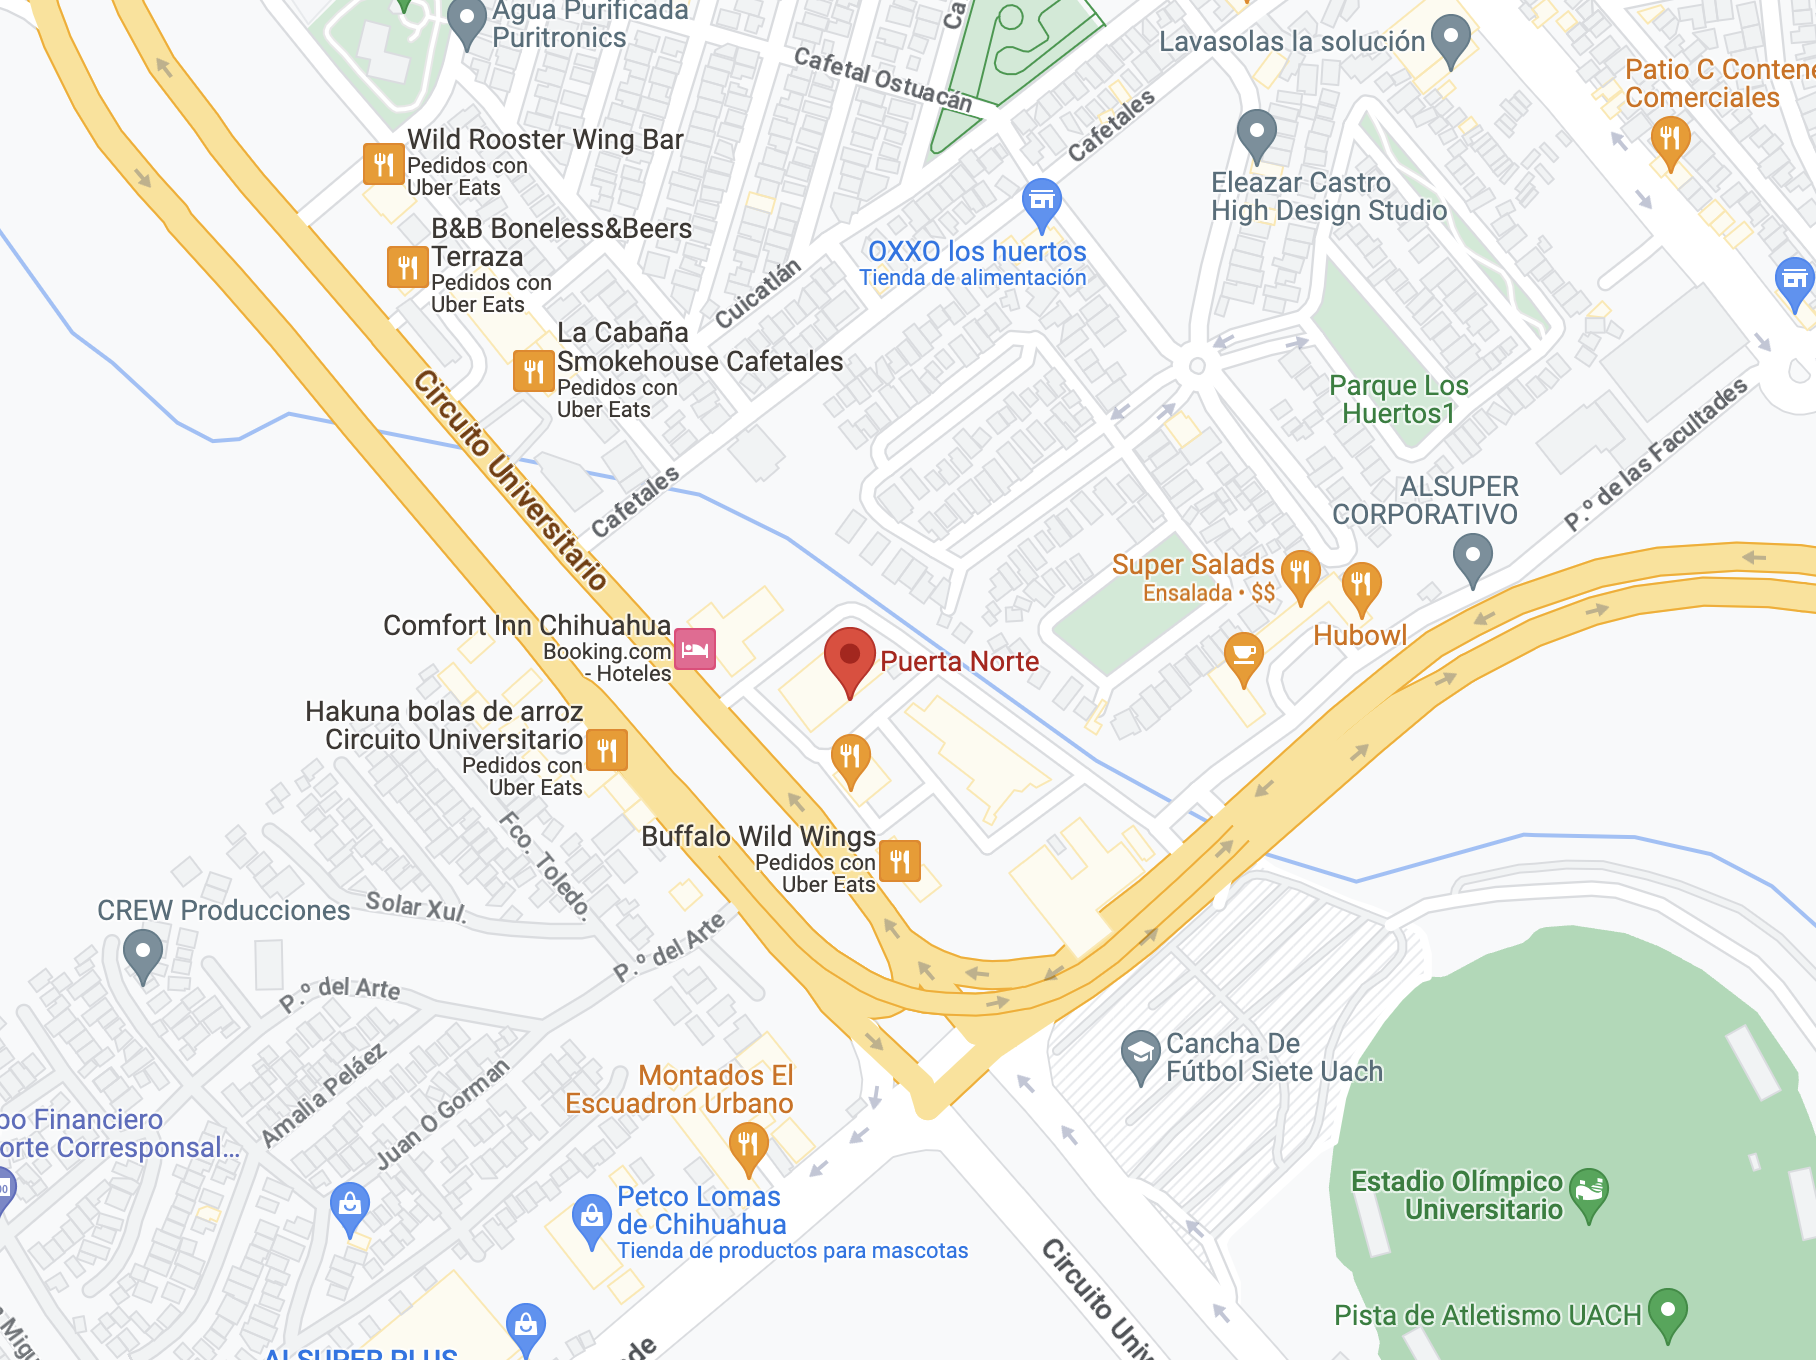 Agua Purificada
Puritronics
Ca
Cafetal Ostuacán
Lavasolas la solución
Patio C Contene
Comerciales
Cafetales
Wild Rooster Wing Bar
Pedidos con
Uber Eats
Eleazar Castro
High Design Studio
B&B Boneless&Beers
Terraza
Pedidos con
Uber Eats
OXXO los huertos
Tienda de alimentación
Cuicatlán
La Cabaña
Smokehouse Cafetales
Pedidos con
Uber Eats
Parque Los
Huertos1
P.º de las Facultades
Circuito Universitario
Cafetales
ALSUPER
CORPORATIVO
Super Salads
Ensalada • $$
Hubowl
Comfort Inn Chihuahua
Booking.com
- Hoteles
Puerta Norte
Hakuna bolas de arroz
Circuito Universitario
Pedidos con
Uber Eats
Fco. Toledo.
Buffalo Wild Wings
Pedidos con
Uber Eats
Solar Xul.
CREW Producciones
P.º del Arte
P.º del Arte
Amalia Peláez
Juan O Gorman
Cancha De
Fútbol Siete Uach
Montados El
Escuadron Urbano
po Financiero
orte Corresponsal...
Estadio Olímpico
Universitario
Petco Lomas
de Chihuahua
Tienda de productos para mascotas
Circuito Univ
Pista de Atletismo UACH
Migu
ALSUPER PLUS
nde